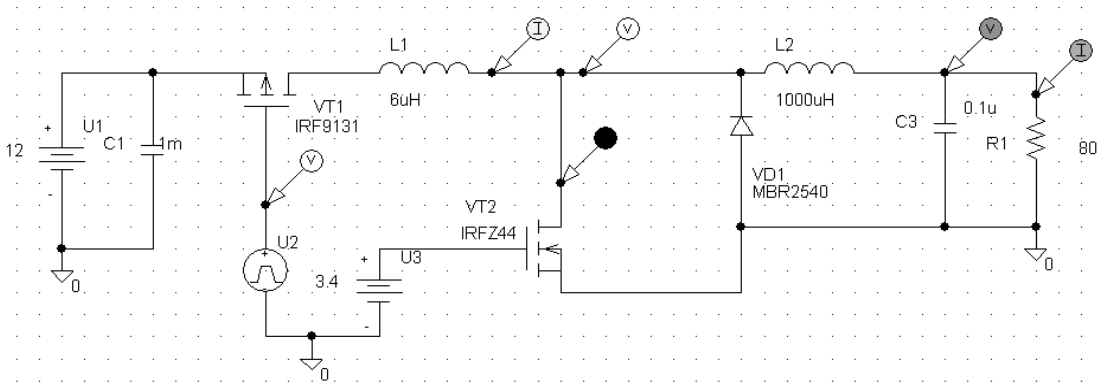 L1
6uH
I
V
L2
1000uH
V
I
+
U1
12
-
C1
1m
0
VT1
IRF9131
V
U2
+
-
VT2
IRFZ44
+
U3
3.4
-
0
VD1
MBR2540
C3
0.1u
R1
80
0